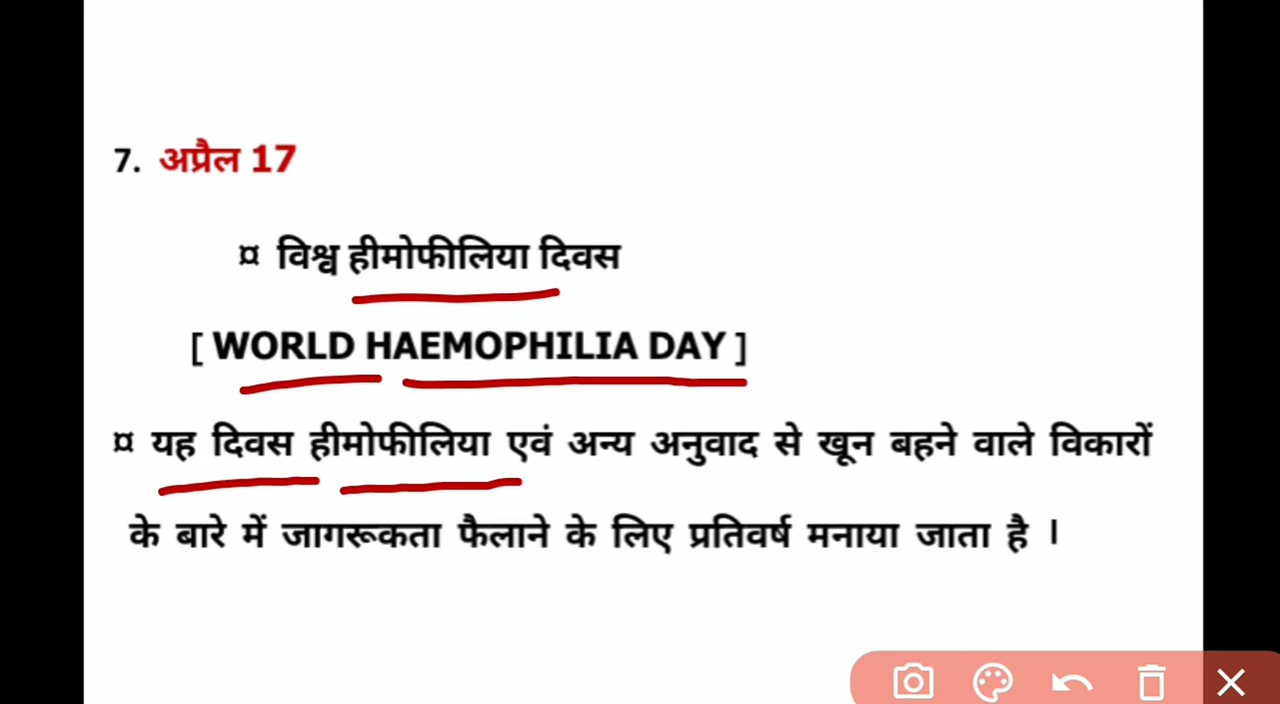 7. अप्रैल 17
¤ विश्व हीमोफीलिया दिवस
[ WORLD HAEMOPHILIA DAY ]
¤ यह दिवस हीमोफीलिया एवं अन्य अनुवाद से खून बहने वाले विकारों
के बारे में जागरूकता फैलाने के लिए प्रतिवर्ष मनाया जाता है ।